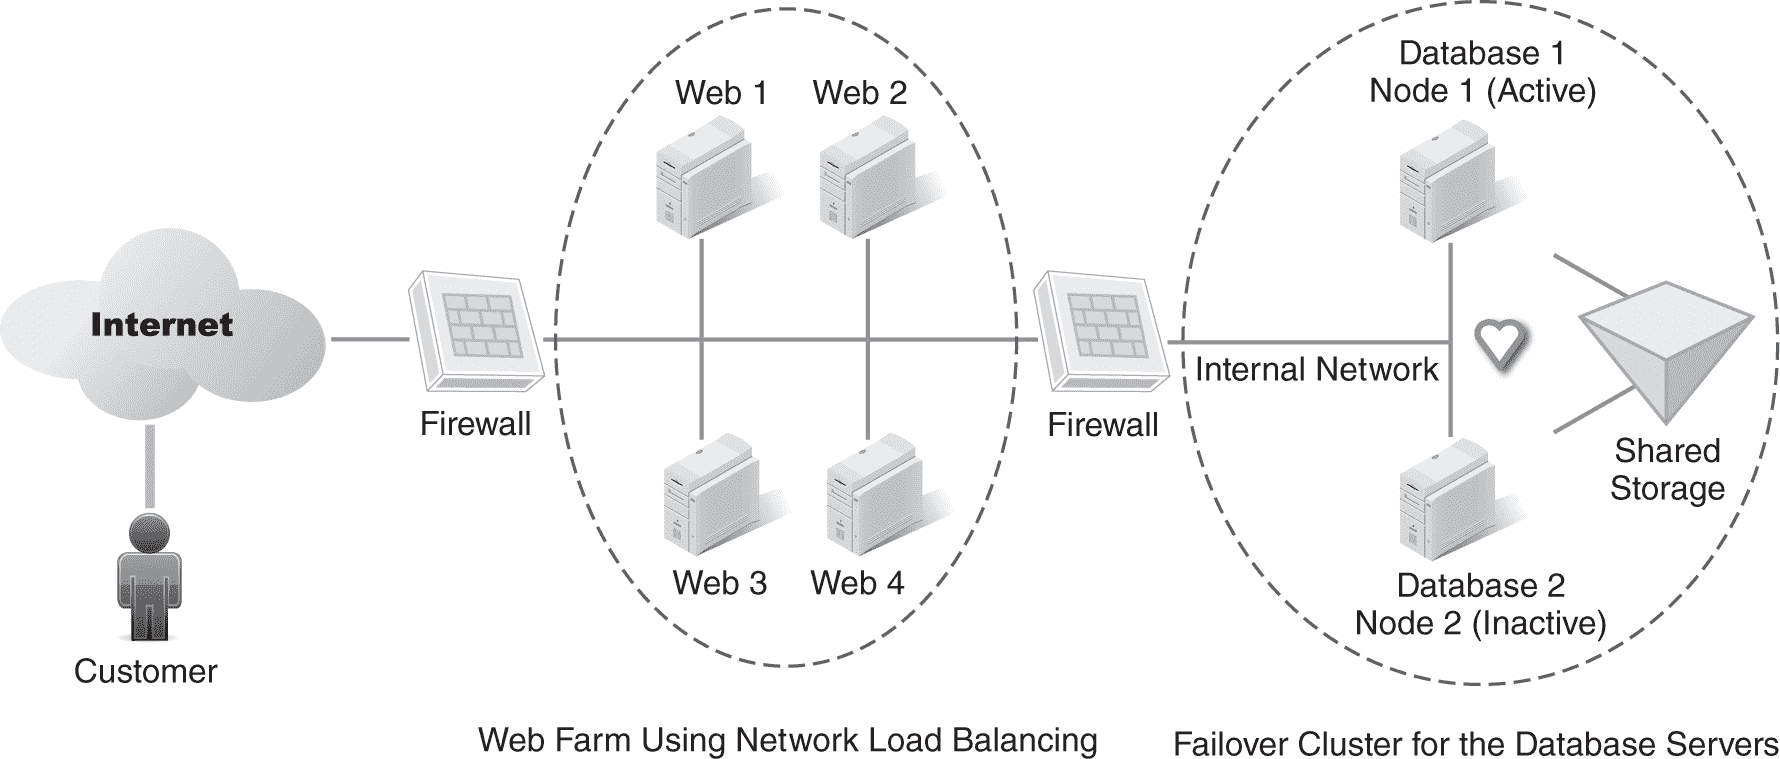 Web 1
Web 2
Database 1
Node 1 (Active)
Internet
Firewall
Firewall
Internal Network
Shared
Storage
Web 3
Web 4
Database 2
Node 2 (Inactive)
Customer
Web Farm Using Network Load Balancing
Failover Cluster for the Database Servers